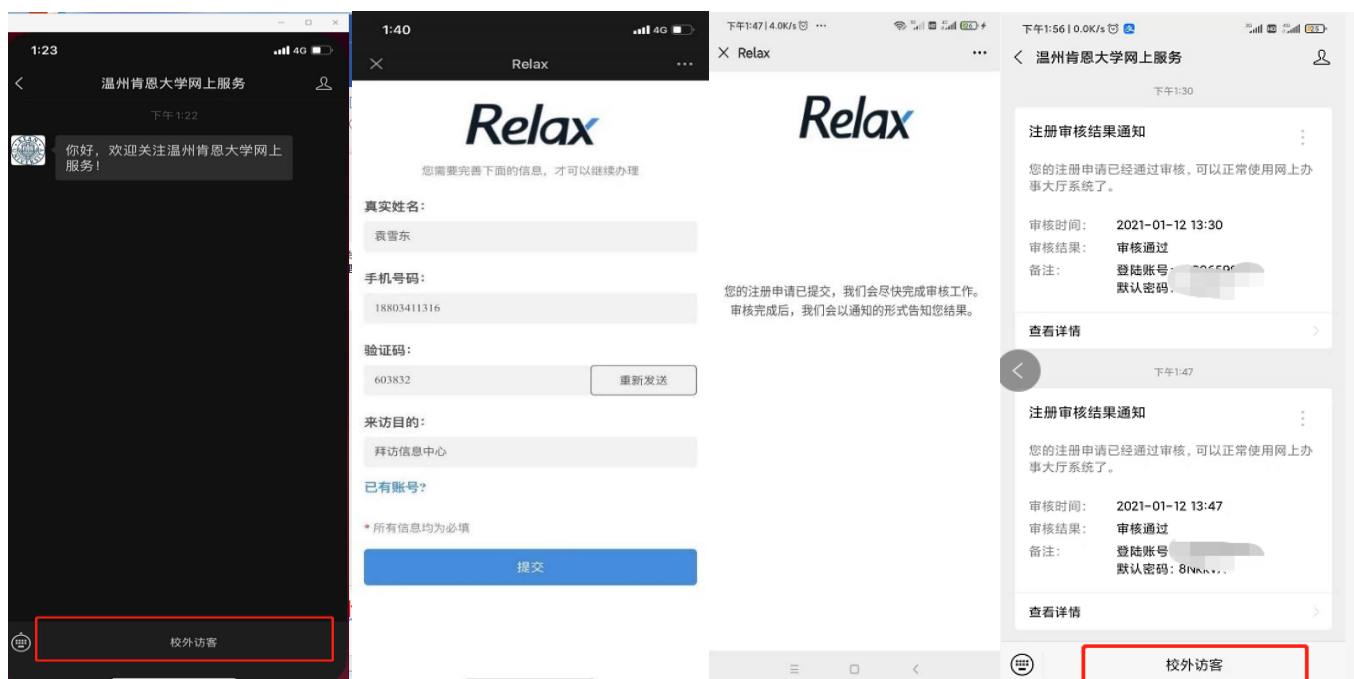 1:23
4G
温州肯恩大学网上服务
下午1:22
你好，欢迎关注温州肯恩大学网上
服务！
校外访客
1:40
4G
Relax
Relax
您需要完善下面的信息，才可以继续办理
真实姓名：
袁雪东
手机号码：
18803411316
验证码：
603832
重新发送
来访目的：
拜访信息中心
已有账号?
* 所有信息均为必填
提交
下午1:47 | 4.0K/s
Relax
Relax
您的注册申请已提交，我们会尽快完成审核工作。
审核完成后，我们会以通知的形式告知您结果。
下午1:56 | 0.0K/s
温州肯恩大学网上服务
下午1:30
注册审核结果通知
您的注册申请已经通过审核，可以正常使用网上办
事大厅系统了。
审核时间： 2021-01-12 13:30
审核结果： 审核通过
备注： 登陆账号：
默认密码：
查看详情
下午1:47
注册审核结果通知
您的注册申请已经通过审核，可以正常使用网上办
事大厅系统了。
审核时间： 2021-01-12 13:47
审核结果： 审核通过
备注： 登陆账号
默认密码：
查看详情
校外访客